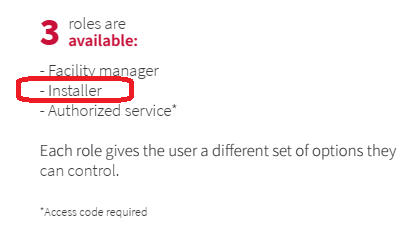 3 roles are
available:
- Facility manager
- Installer
- Authorized service*
Each role gives the user a different set of options they
can control.
*Access code required